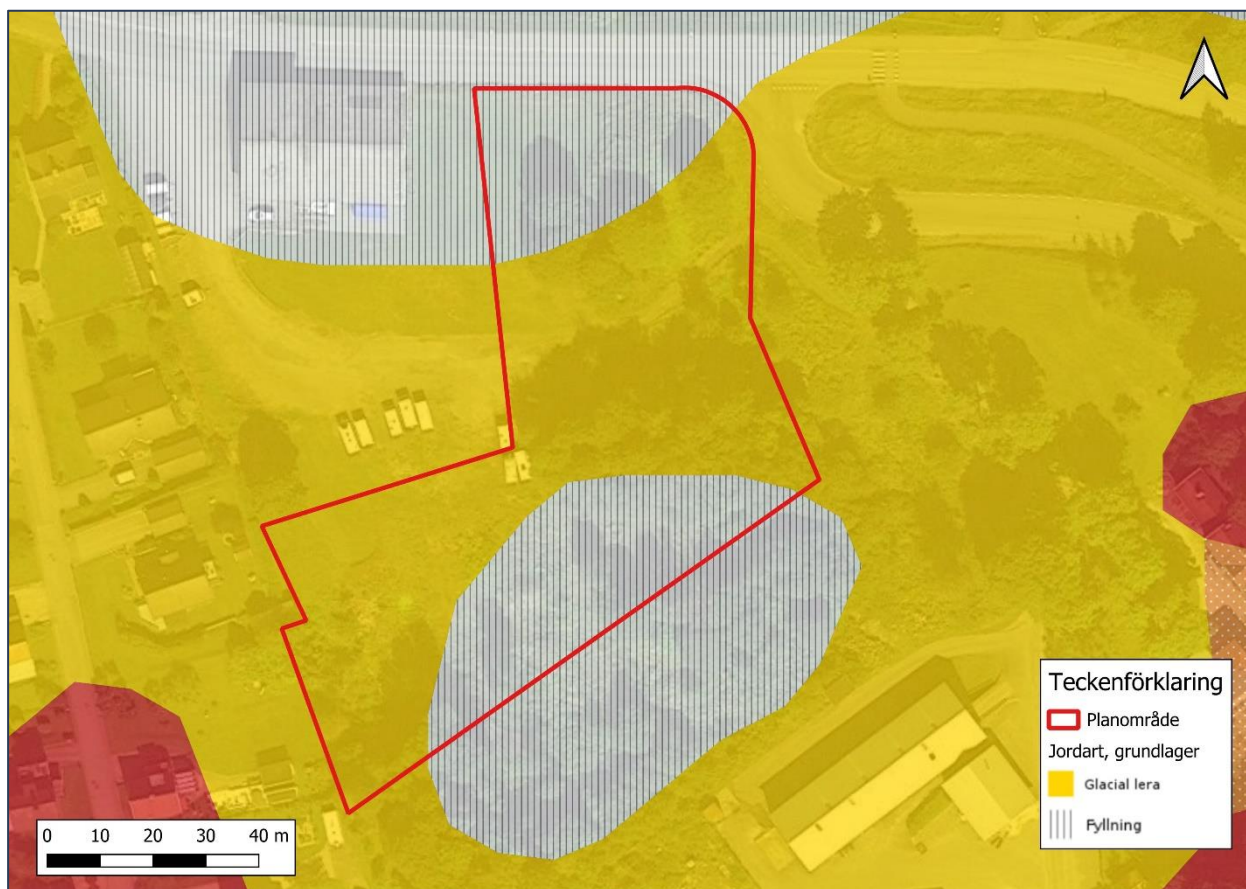 Teckenförklaring
Planområde
Jordart, grundlager
Glacial lera
Fyllning
0 10 20 30 40 m